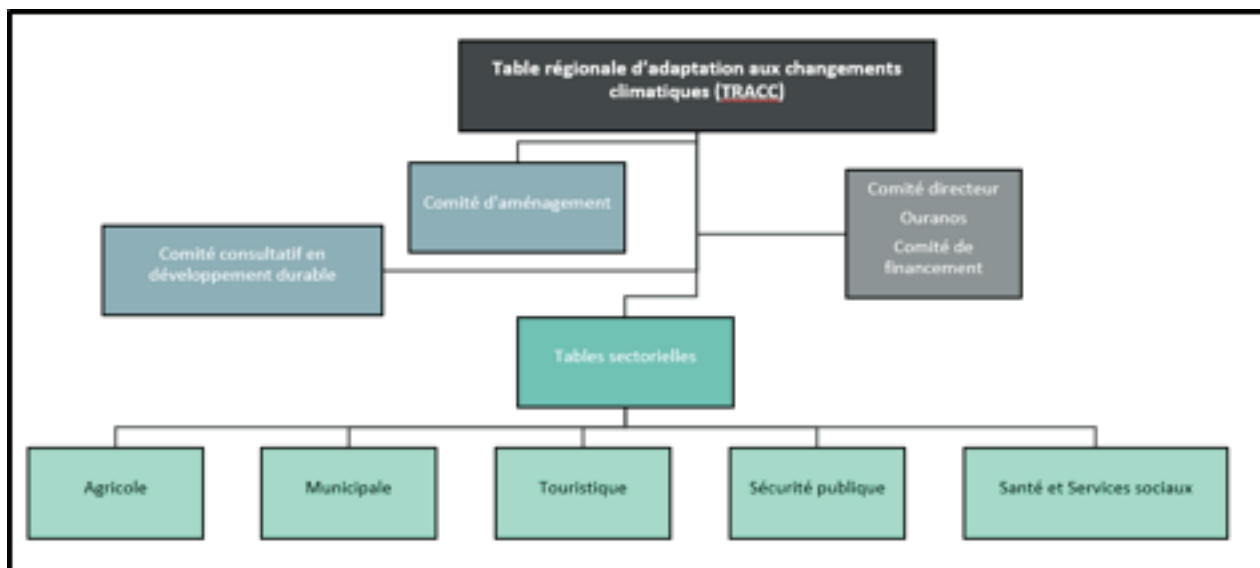 Table régionale d'adaptation aux changements
climatiques (TRACC)
Comité d'aménagement
Comité directeur
Ouranos
Comité de
financement
Comité consultatif en
développement durable
Tables sectorielles
Agricole
Municipale
Touristique
Sécurité publique
Santé et Services sociaux